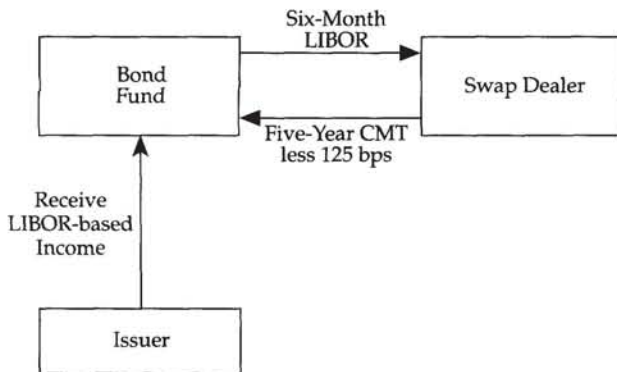 Six-Month
LIBOR
Bond
Fund
Swap Dealer
Five-Year CMT
less 125 bps
Receive
LIBOR-based
Income
Issuer